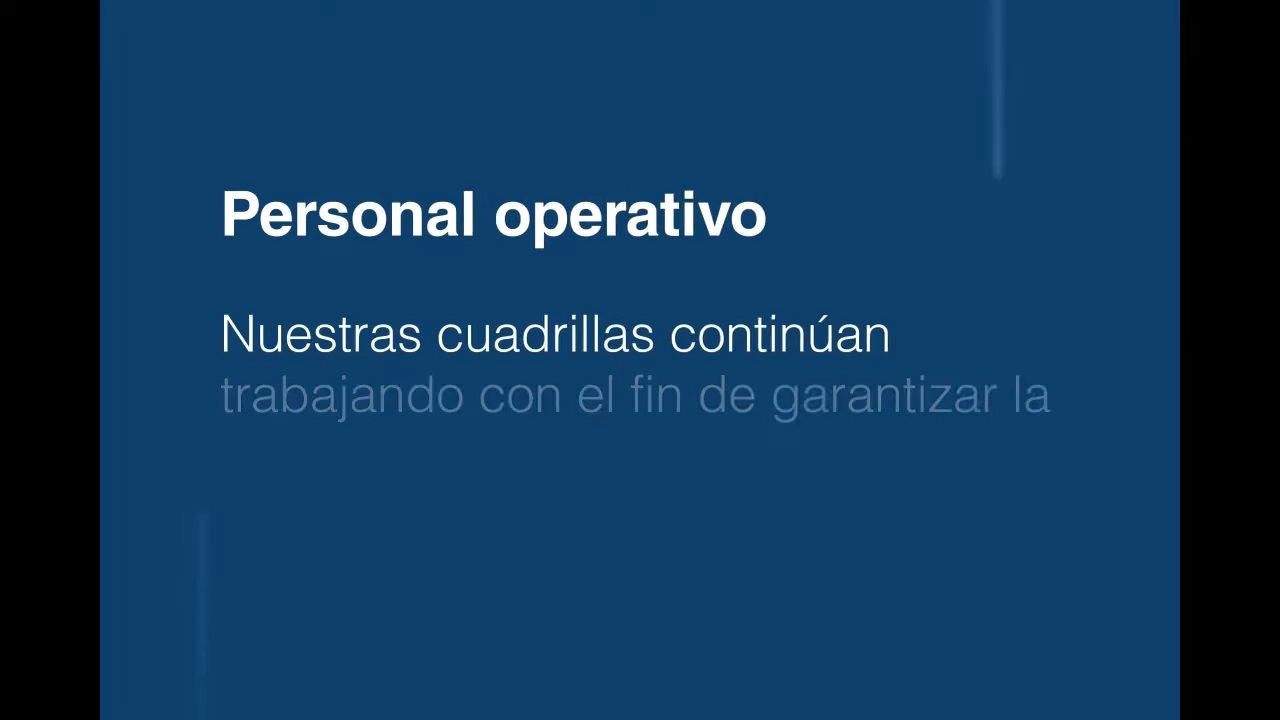 Personal operativo
Nuestras cuadrillas continúan
trabajando con el fin de garantizar la